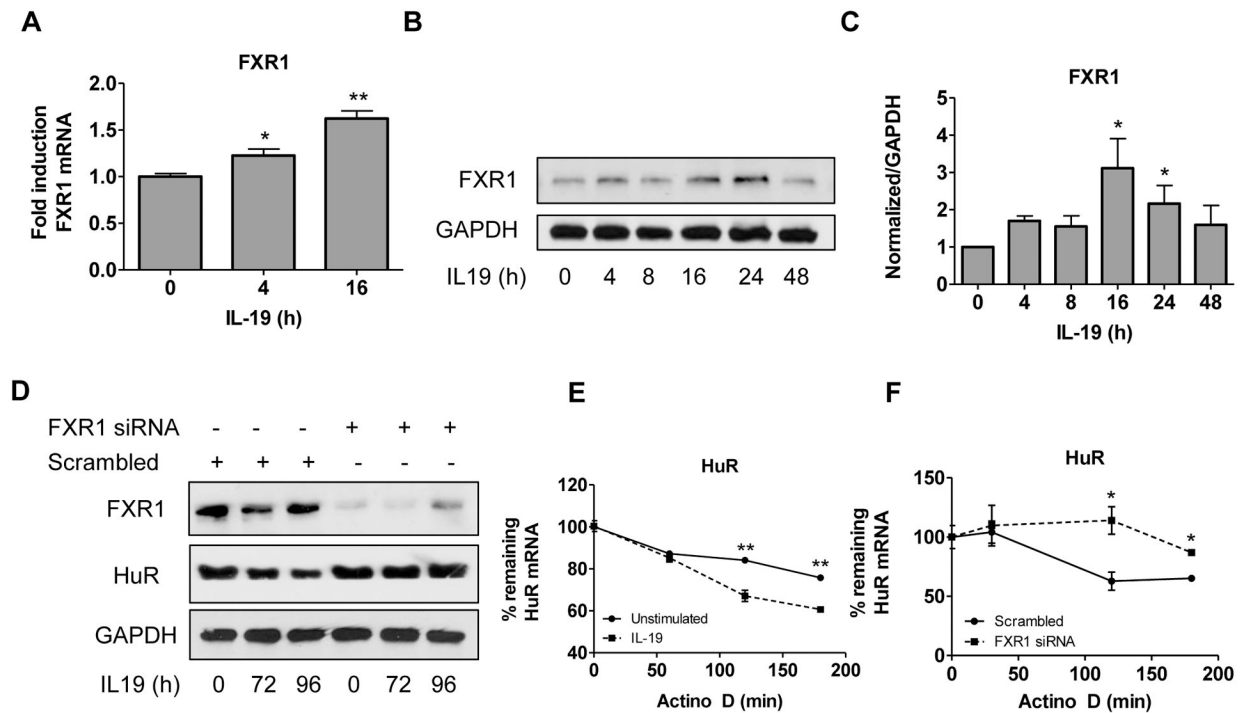 A
FXR1
Fold induction
FXR1 mRNA
2.0
1.5
1.0
0.5
0.0
**
*
0 4 16
IL-19 (h)
B
FXR1
GAPDH
IL19 (h) 0 4 8 16 24 48
C
FXR1
Normalized/GAPDH
5
4
3
2
1
0
*
*
0 4 8 16 24 48
IL-19 (h)
D
FXR1 siRNA - - - + + +
Scrambled + + + - - -
FXR1
HuR
GAPDH
IL19 (h) 0 72 96 0 72 96
E
HuR
% remaining
HuR mRNA
120
100
80
60
40
**
**
Unstimulated
IL-19
0 50 100 150 200
Actino D (min)
F
HuR
% remaining
HuR mRNA
150
100
50
0
*
*
Scrambled
FXR1 siRNA
0 50 100 150 200
Actino D (min)